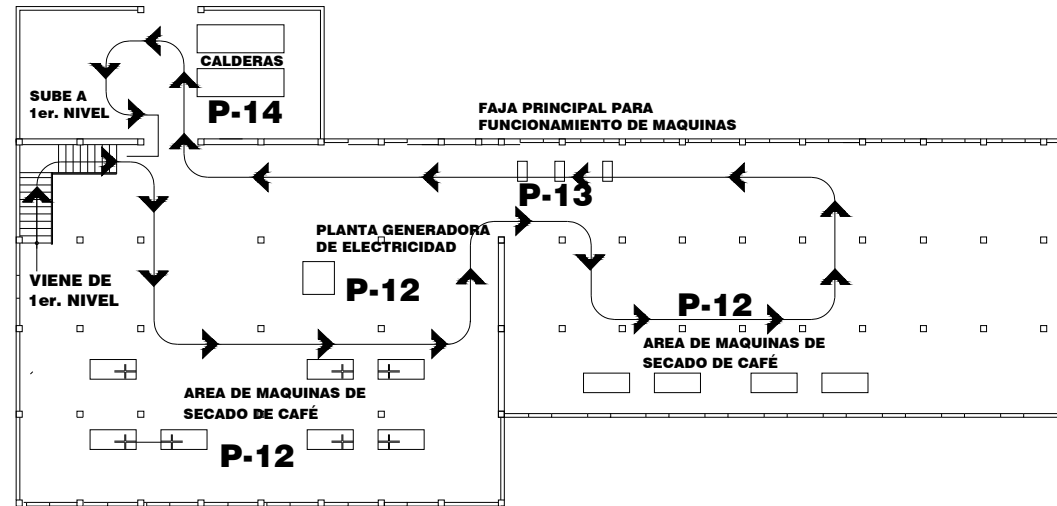 CALDERAS
P-14
SUBE A
1er. NIVEL
FAJA PRINCIPAL PARA
FUNCIONAMIENTO DE MAQUINAS
P-13
PLANTA GENERADORA
DE ELECTRICIDAD
P-12
VIENE DE
1er. NIVEL
P-12
AREA DE MAQUINAS DE
SECADO DE CAFÉ
AREA DE MAQUINAS DE
SECADO DE CAFÉ
P-12